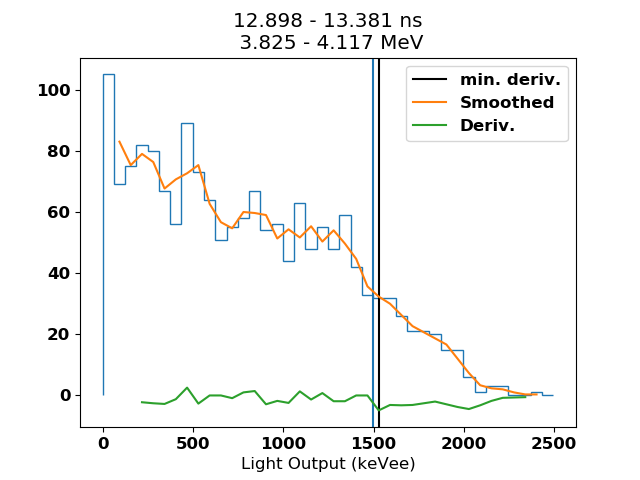 12.898 - 13.381 ns
3.825 - 4.117 MeV
min. deriv.
Smoothed
Deriv.
100
80
60
40
20
0
0 500 1000 1500 2000 2500
Light Output (keVee)